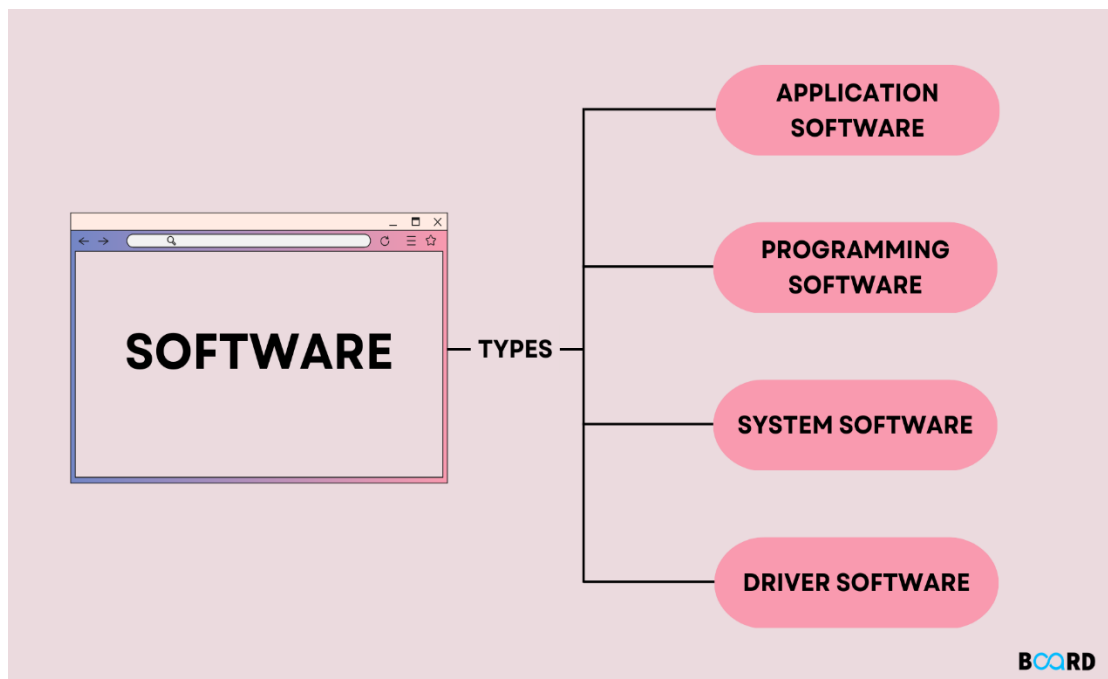 SOFTWARE
TYPES
APPLICATION
SOFTWARE
PROGRAMMING
SOFTWARE
SYSTEM SOFTWARE
DRIVER SOFTWARE
BOARD